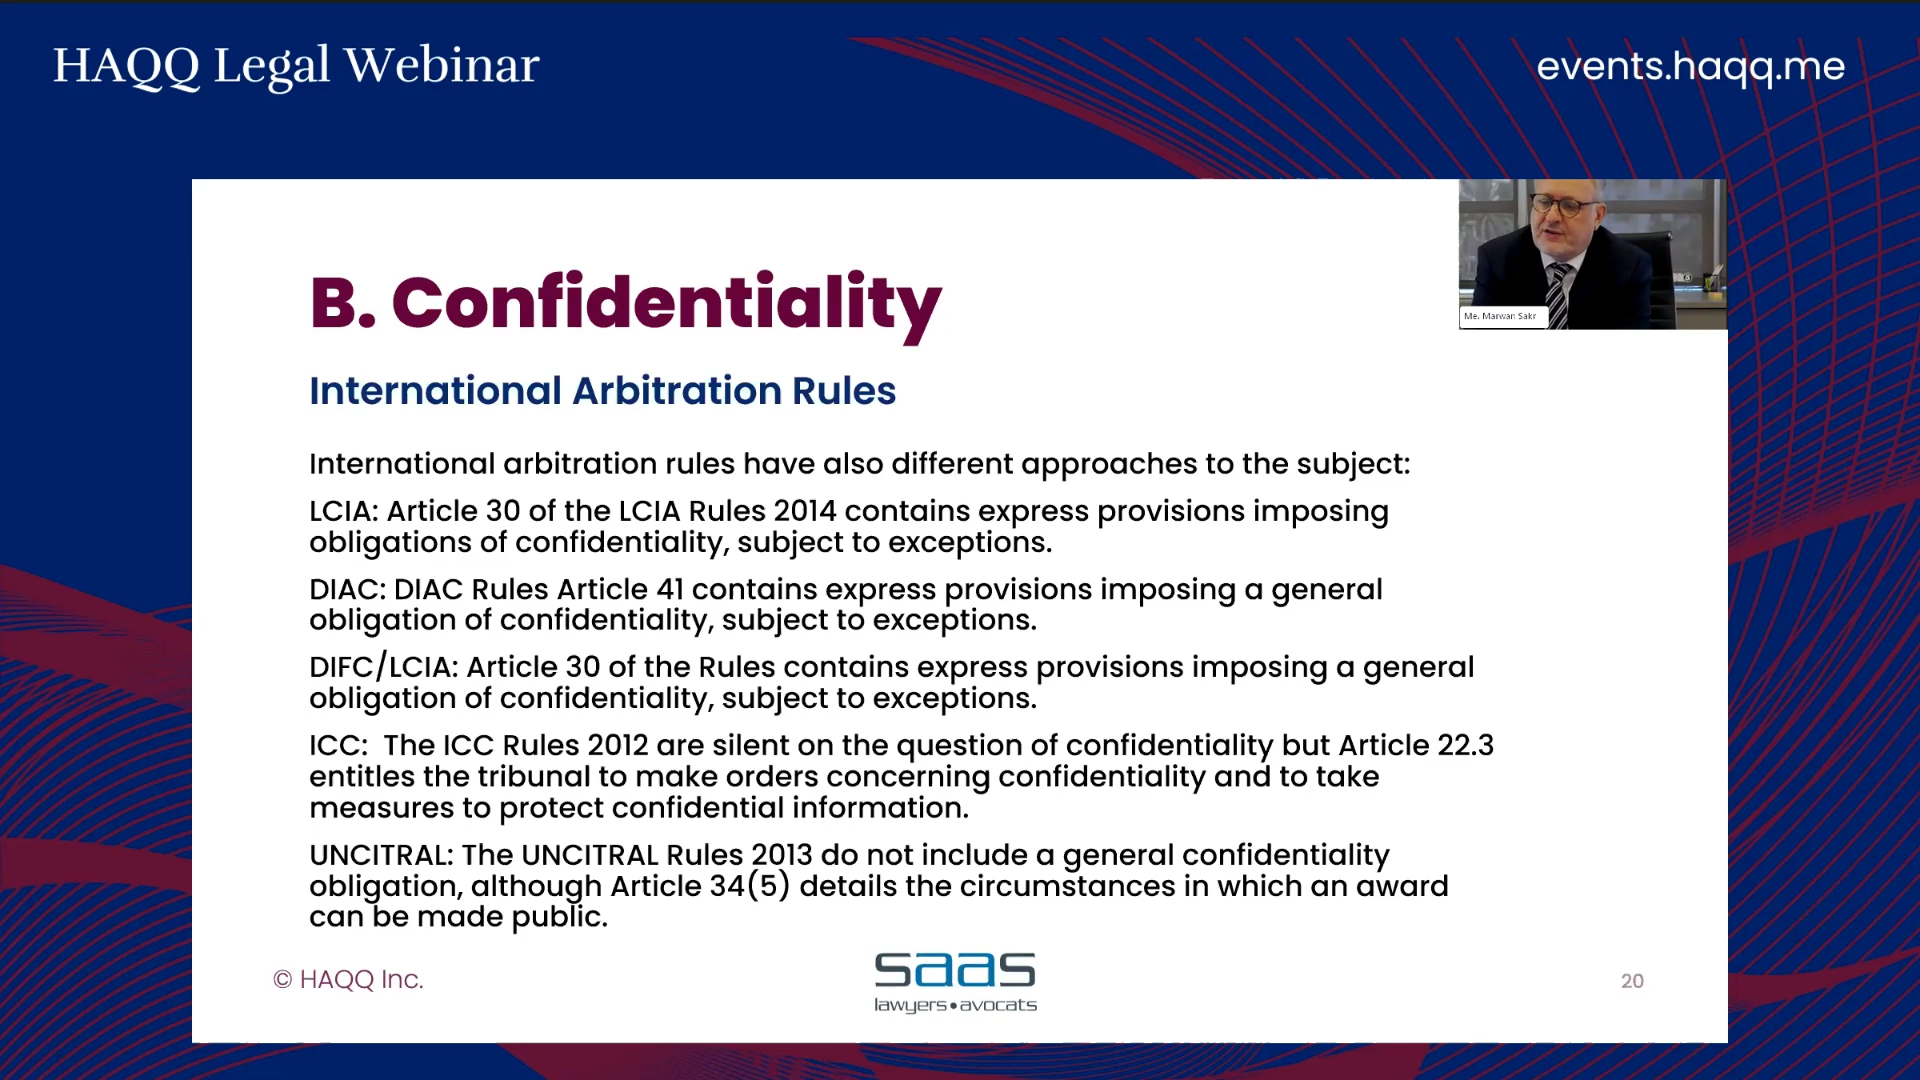 HAQQ Legal Webinar
events.haqq.me
B. Confidentiality
Me. Marwan Sakr
International Arbitration Rules
International arbitration rules have also different approaches to the subject:
LCIA: Article 30 of the LCIA Rules 2014 contains express provisions imposing
obligations of confidentiality, subject to exceptions.
DIAC: DIAC Rules Article 41 contains express provisions imposing a general
obligation of confidentiality, subject to exceptions.
DIFC/LCIA: Article 30 of the Rules contains express provisions imposing a general
obligation of confidentiality, subject to exceptions.
ICC:  The ICC Rules 2012 are silent on the question of confidentiality but Article 22.3
entitles the tribunal to make orders concerning confidentiality and to take
measures to protect confidential information.
UNCITRAL: The UNCITRAL Rules 2013 do not include a general confidentiality
obligation, although Article 34(5) details the circumstances in which an award
can be made public.
© HAQQ Inc.
saas
lawyers•avocats
20